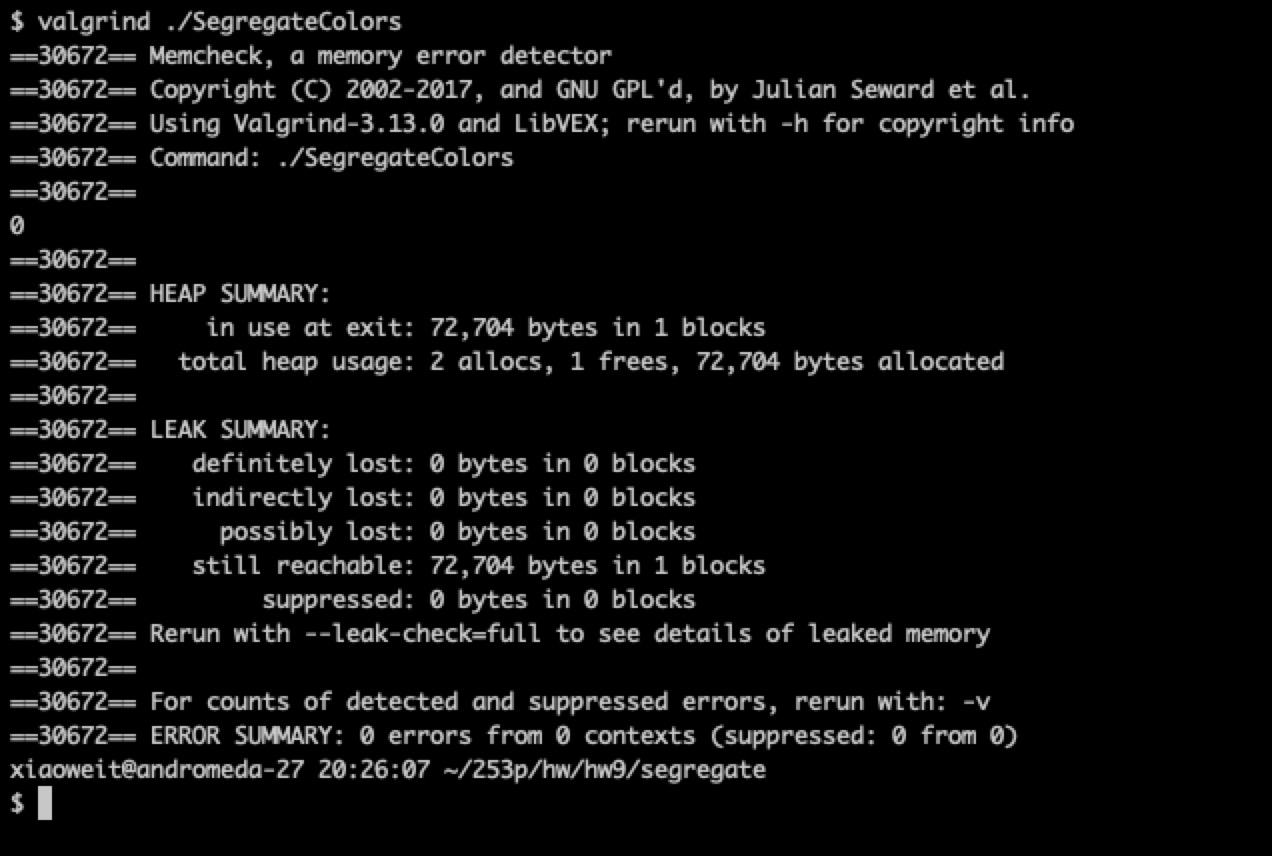 $ valgrind ./SegregateColors
==30672== Memcheck, a memory error detector
==30672== Copyright (C) 2002-2017, and GNU GPL'd, by Julian Seward et al.
==30672== Using Valgrind-3.13.0 and LibVEX; rerun with -h for copyright info
==30672== Command: ./SegregateColors
==30672==
0
==30672==
==30672== HEAP SUMMARY:
==30672==     in use at exit: 72,704 bytes in 1 blocks
==30672==   total heap usage: 2 allocs, 1 frees, 72,704 bytes allocated
==30672==
==30672== LEAK SUMMARY:
==30672==    definitely lost: 0 bytes in 0 blocks
==30672==    indirectly lost: 0 bytes in 0 blocks
==30672==      possibly lost: 0 bytes in 0 blocks
==30672==    still reachable: 72,704 bytes in 1 blocks
==30672==         suppressed: 0 bytes in 0 blocks
==30672== Rerun with --leak-check=full to see details of leaked memory
==30672==
==30672== For counts of detected and suppressed errors, rerun with: -v
==30672== ERROR SUMMARY: 0 errors from 0 contexts (suppressed: 0 from 0)
xiaoweit@andromeda-27 20:26:07 ~/253p/hw/hw9/segregate
$